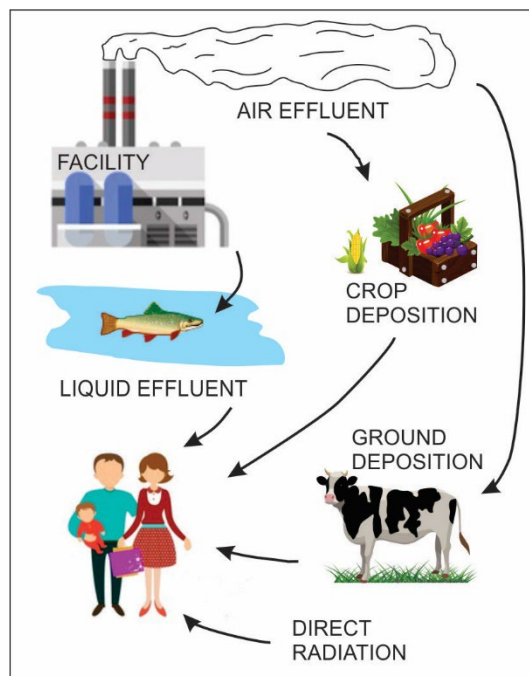 AIR EFFLUENT
FACILITY
CROP
DEPOSITION
LIQUID EFFLUENT
GROUND
DEPOSITION
DIRECT
RADIATION